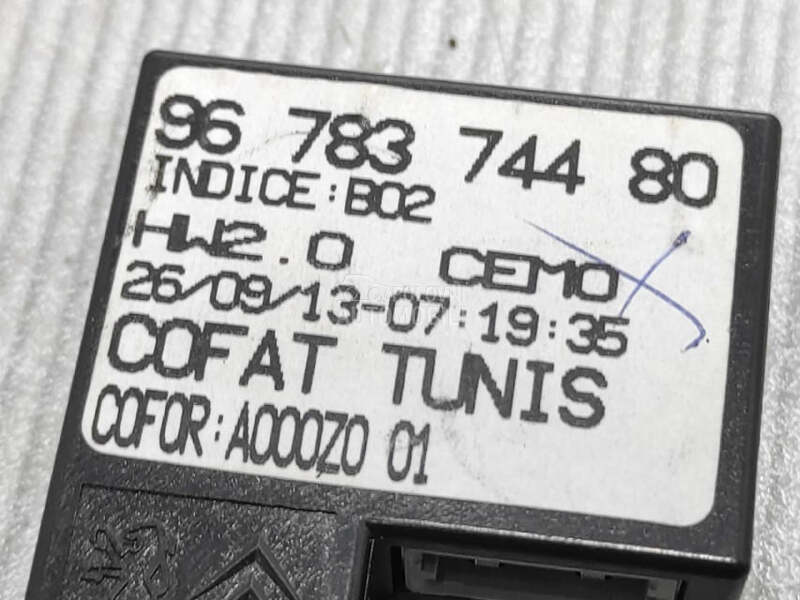 96 783 744 80
INDICE:B02
HW2.0 CEMO
26/09/13-07:19:35
COFAT TUNIS
COFOR:A000Z0 01